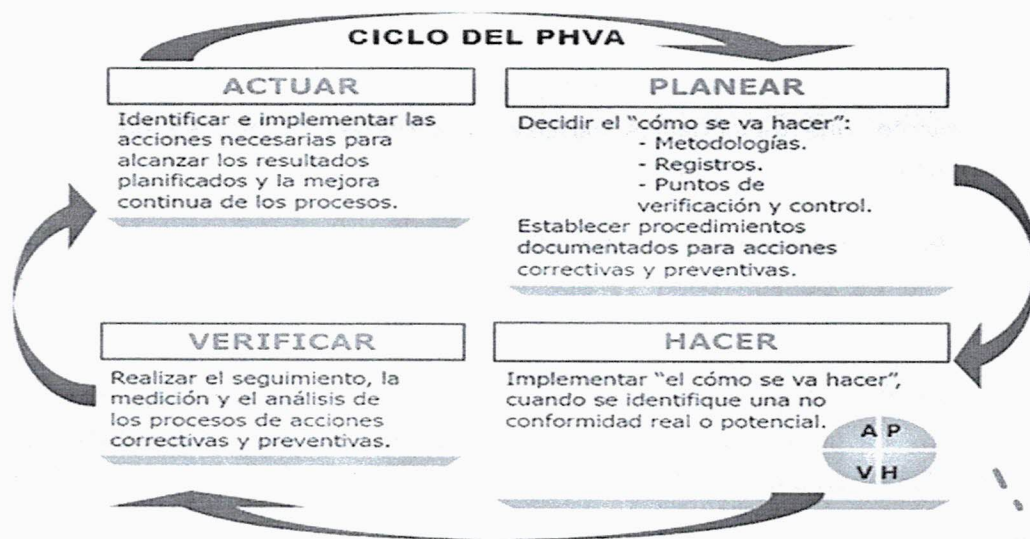 CICLO DEL PHVA
ACTUAR
Identificar e implementar las
acciones necesarias para
alcanzar los resultados
planificados y la mejora
continua de los procesos.
PLANEAR
Decidir el “cómo se va hacer”:
- Metodologías.
- Registros.
- Puntos de
verificación y control.
Establecer procedimientos
documentados para acciones
correctivas y preventivas.
VERIFICAR
Realizar el seguimiento, la
medición y el análisis de
los procesos de acciones
correctivas y preventivas.
HACER
Implementar “el cómo se va hacer”,
cuando se identifique una no
conformidad real o potencial.
A P
V H